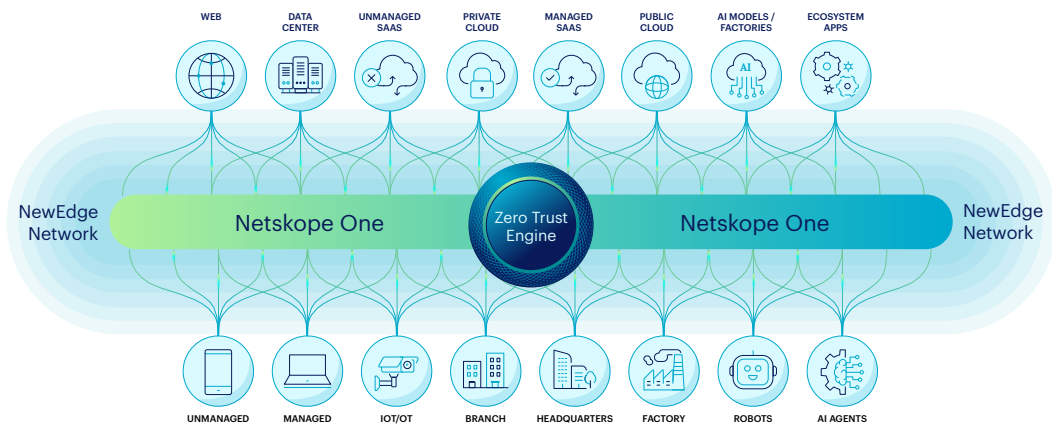 WEB
DATA
CENTER
UNMANAGED
SAAS
PRIVATE
CLOUD
MANAGED
SAAS
PUBLIC
CLOUD
AI MODELS /
FACTORIES
ECOSYSTEM
APPS
AI
NewEdge
Network
Netskope One
Zero Trust
Engine
Netskope One
NewEdge
Network
UNMANAGED
MANAGED
IOT/OT
BRANCH
HEADQUARTERS
FACTORY
ROBOTS
AI AGENTS